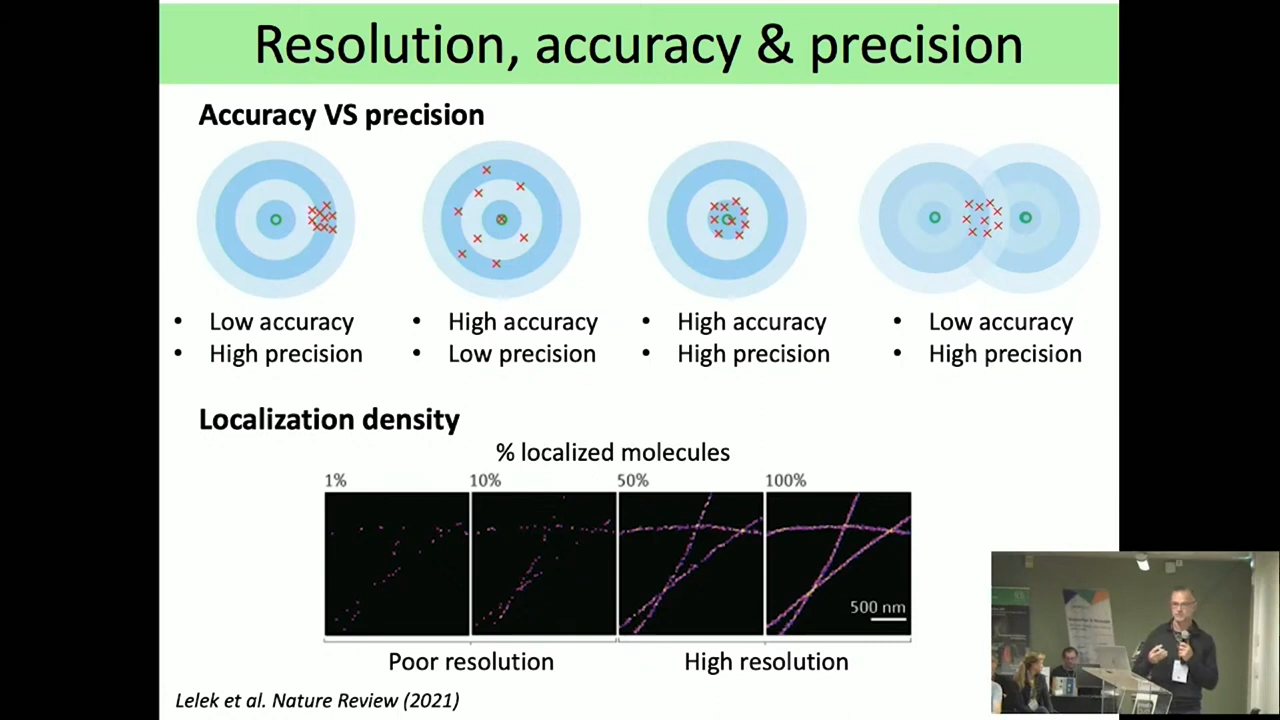 Resolution, accuracy & precision
Accuracy VS precision
• Low accuracy
• High precision
• High accuracy
• Low precision
• High accuracy
• High precision
• Low accuracy
• High precision
Localization density
% localized molecules
1% 10% 50% 100%
500 nm
Poor resolution High resolution
Lelek et al. Nature Review (2021)